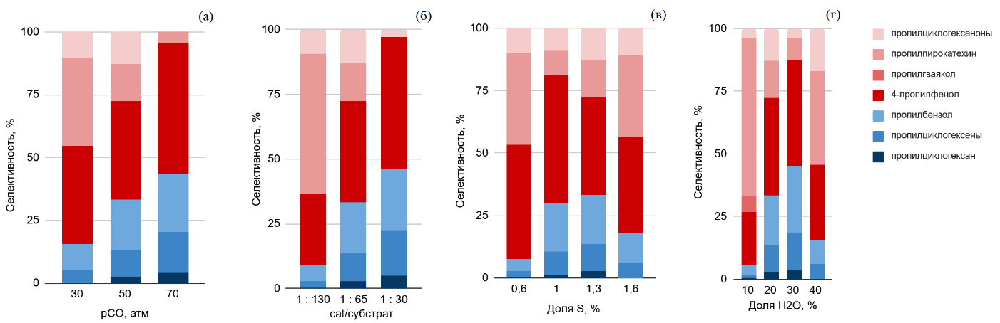 (а)
100
75
50
25
0
Селективность, %
30 50 70
pCO, атм
(б)
100
75
50
25
0
Селективность, %
1 : 130 1 : 65 1 : 30
cat/субстрат
(в)
100
75
50
25
0
Селективность, %
0,6 1 1,3 1,6
Доля S, %
(г)
100
75
50
25
0
Селективность, %
10 20 30 40
Доля H2O, %
пропилциклогексеноны
пропилпирокатехин
пропилгваякол
4-пропилфенол
пропилбензол
пропилциклогексены
пропилциклогексан